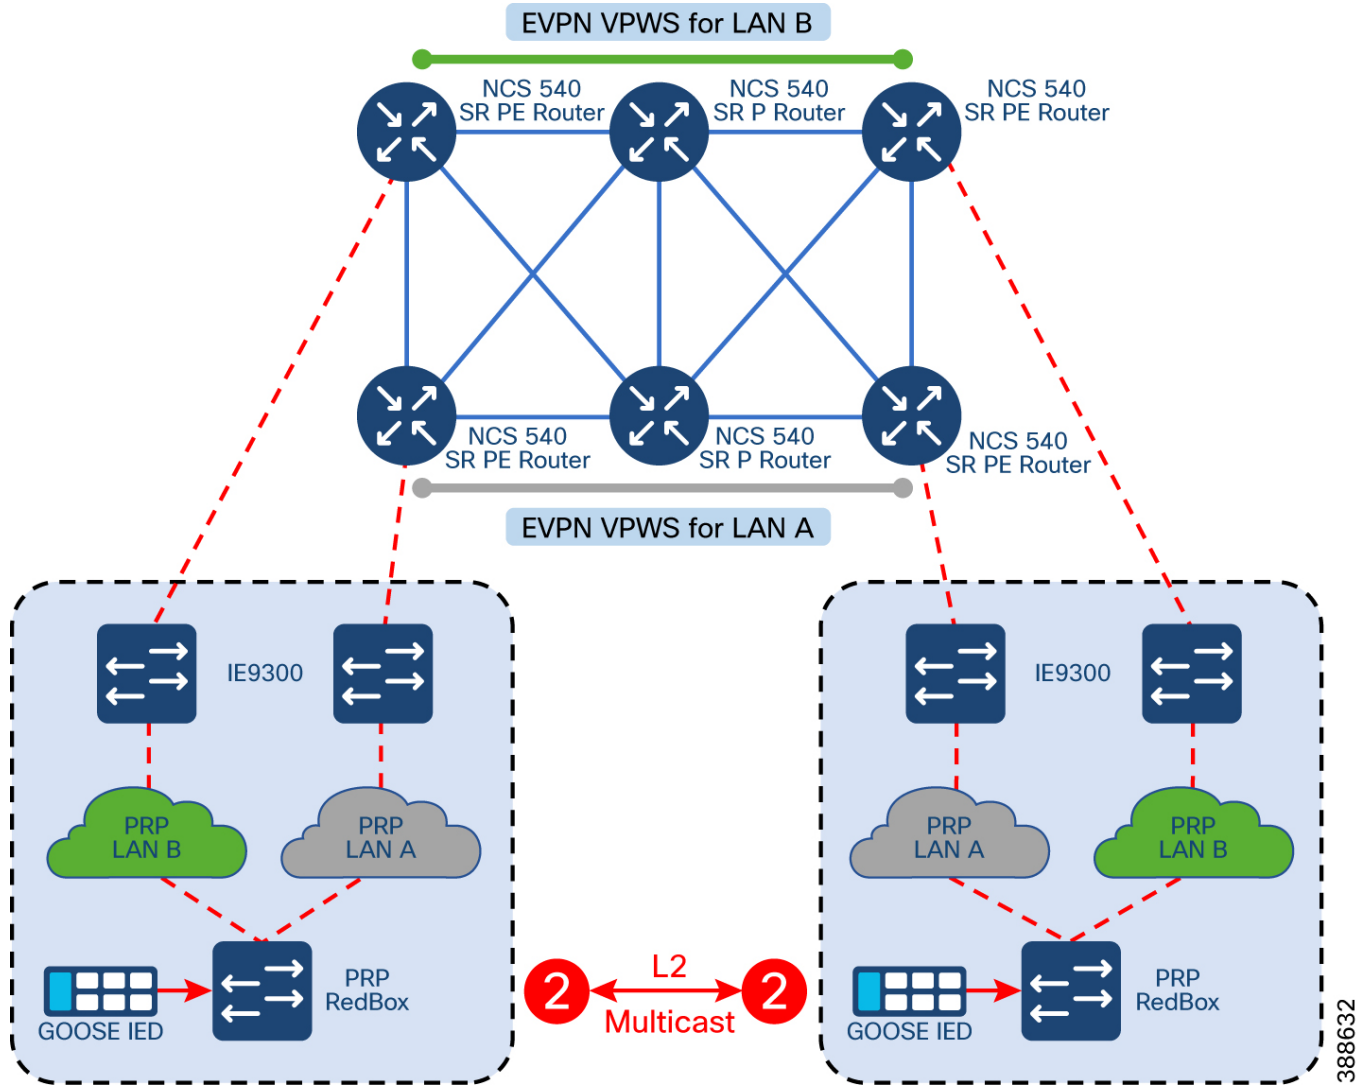 EVPN VPWS for LAN B
NCS 540
SR PE Router
NCS 540
SR P Router
NCS 540
SR PE Router
NCS 540
SR PE Router
NCS 540
SR P Router
NCS 540
SR PE Router
EVPN VPWS for LAN A
IE9300
IE9300
PRP
LAN B
PRP
LAN A
PRP
LAN A
PRP
LAN B
GOOSE IED
PRP
RedBox
2
L2
Multicast
2
GOOSE IED
PRP
RedBox
388632